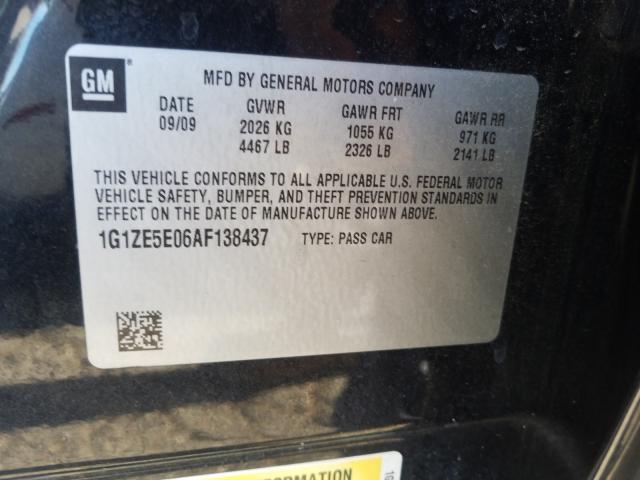 GM
MFD BY GENERAL MOTORS COMPANY
DATE GVWR GAWR FRT GAWR RR
09/09 2026 KG 1055 KG 971 KG
4467 LB 2326 LB 2141 LB
THIS VEHICLE CONFORMS TO ALL APPLICABLE U.S. FEDERAL MOTOR
VEHICLE SAFETY, BUMPER, AND THEFT PREVENTION STANDARDS IN
EFFECT ON THE DATE OF MANUFACTURE SHOWN ABOVE.
1G1ZE5E06AF138437 TYPE: PASS CAR